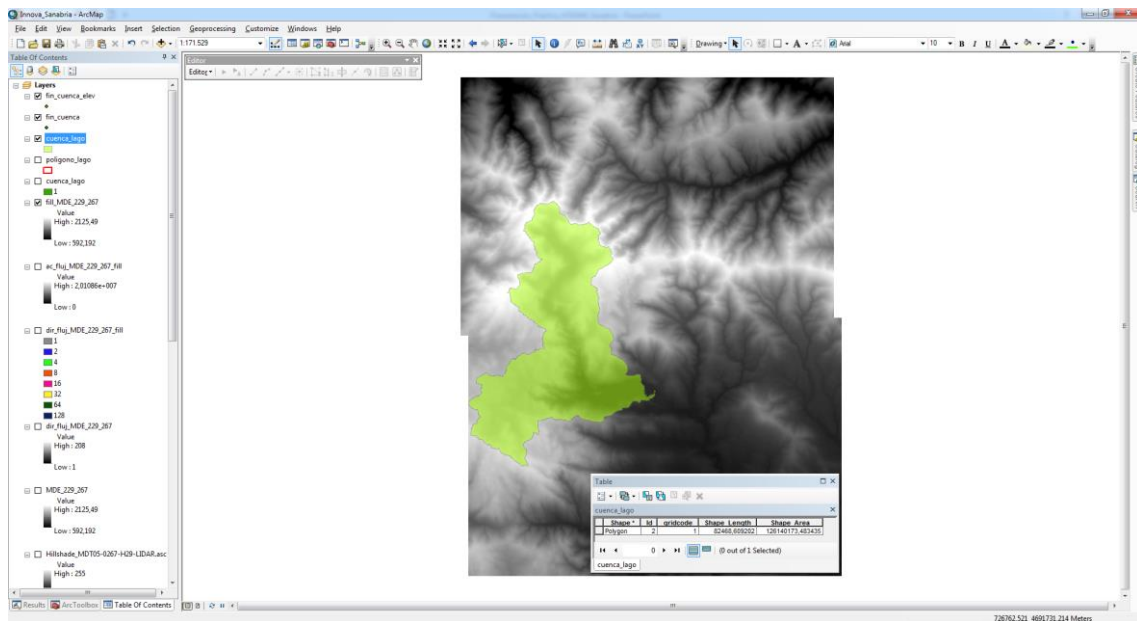 Innova_Sanabria - ArcMap
File Edit View Bookmarks Insert Selection Geoprocessing Customize Windows Help
1:171.529
Drawing
Arial
10
B I U A
Table Of Contents
Editor
Editor
Layers
fin_cuenca_elev
fin_cuenca
cuenca_lago
poligono_lago
cuenca_lago
1
fill_MDE_229_267
Value
High : 2125,49
Low : 592,192
ac_fluj_MDE_229_267_fill
Value
High : 2,01086e+007
Low : 0
dir_fluj_MDE_229_267_fill
1
2
4
8
16
32
64
128
dir_fluj_MDE_229_267
Value
High : 208
Low : 1
MDE_229_267
Value
High : 2125,49
Low : 592,192
Hillshade_MDT05-0267-H29-LIDAR.asc
Value
High : 255
Table
cuenca_lago
Shape * Id gridcode Shape_Length Shape_Area
Polygon 2 1 82468,609202 126140173,483435
0 (0 out of 1 Selected)
cuenca_lago
Results ArcToolbox Table Of Contents
726762,521 4691731,214 Meters